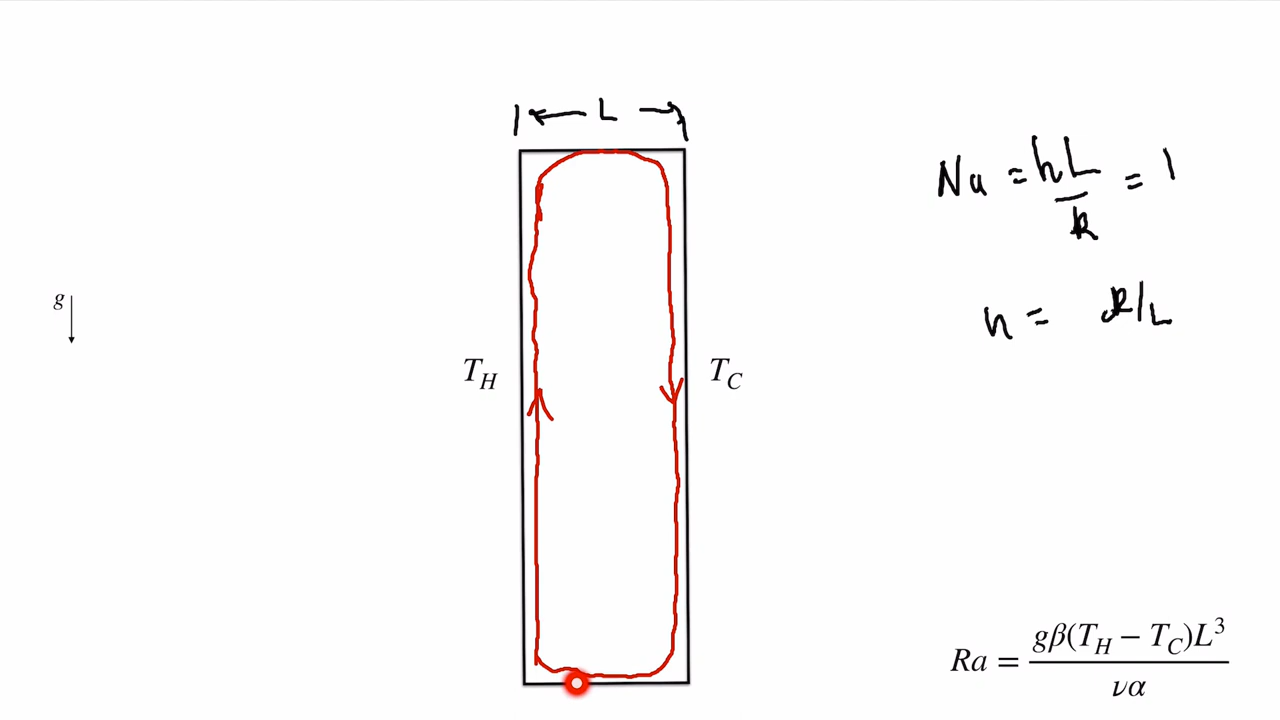 L
Nu = hL/k = 1
g
h = k/L
T_H
T_C
Ra = gβ(T_H − T_C)L³/να